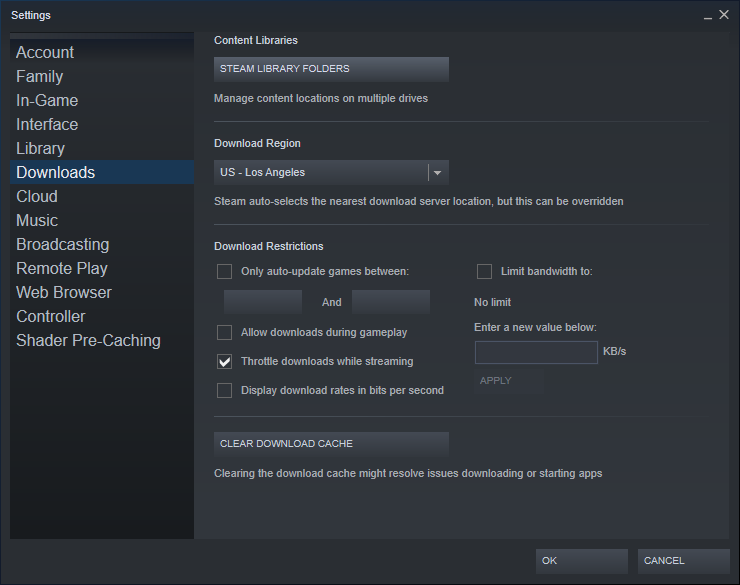 Settings
Account
Family
In-Game
Interface
Library
Downloads
Cloud
Music
Broadcasting
Remote Play
Web Browser
Controller
Shader Pre-Caching
Content Libraries
STEAM LIBRARY FOLDERS
Manage content locations on multiple drives
Download Region
US - Los Angeles
Steam auto-selects the nearest download server location, but this can be overridden
Download Restrictions
Only auto-update games between:
And
Allow downloads during gameplay
Throttle downloads while streaming
Display download rates in bits per second
Limit bandwidth to:
No limit
Enter a new value below:
KB/s
APPLY
CLEAR DOWNLOAD CACHE
Clearing the download cache might resolve issues downloading or starting apps
OK
CANCEL